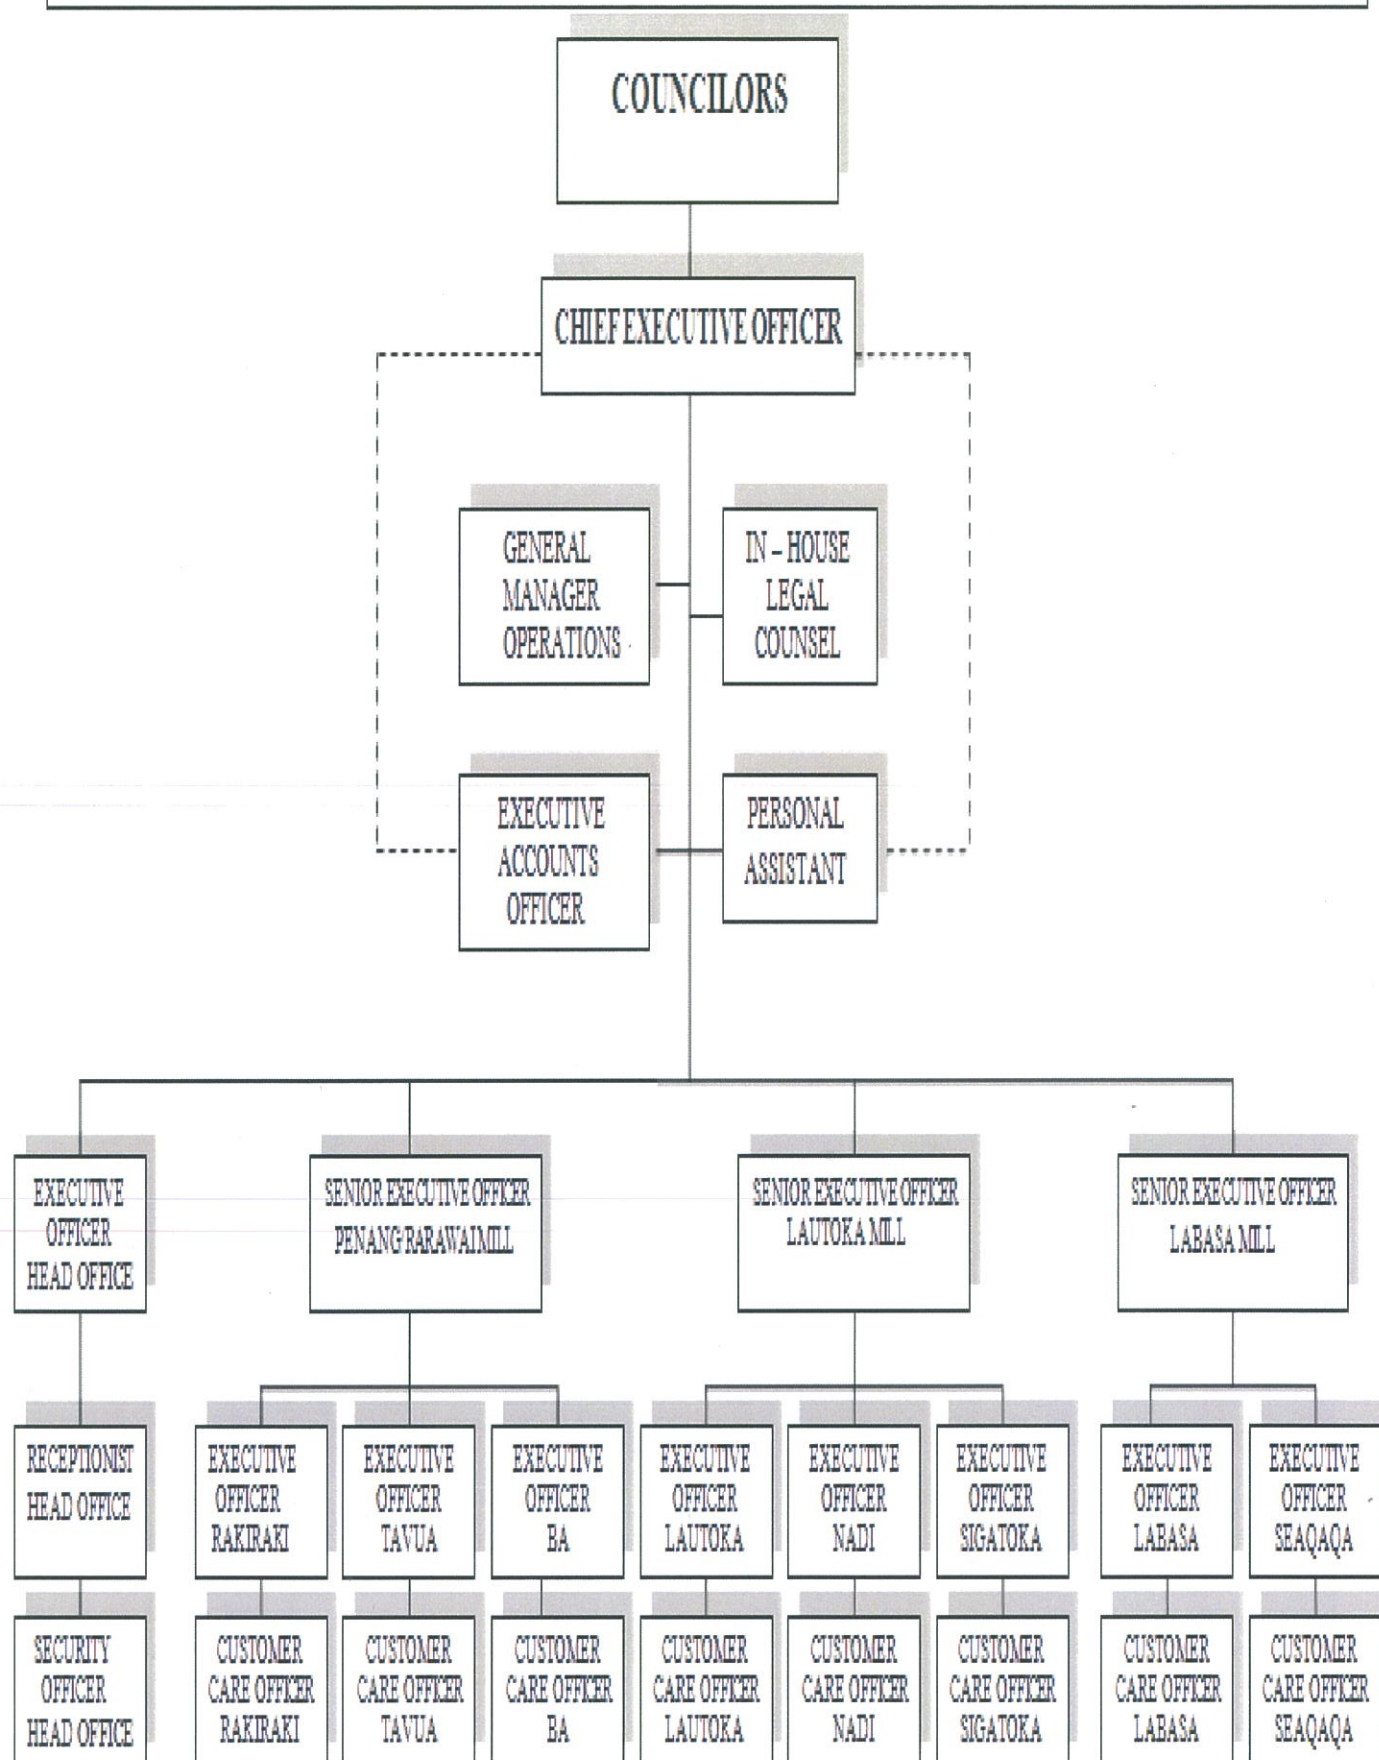 COUNCILORS
CHIEF EXECUTIVE OFFICER
GENERAL
MANAGER
OPERATIONS
IN – HOUSE
LEGAL
COUNSEL
EXECUTIVE
ACCOUNTS
OFFICER
PERSONAL
ASSISTANT
EXECUTIVE
OFFICER
HEAD OFFICE
SENIOR EXECUTIVE OFFICER
PENANG/RARAWAI MILL
SENIOR EXECUTIVE OFFICER
LAUTOKA MILL
SENIOR EXECUTIVE OFFICER
LABASA MILL
RECEPTIONIST
HEAD OFFICE
EXECUTIVE
OFFICER
RAKIRAKI
EXECUTIVE
OFFICER
TAVUA
EXECUTIVE
OFFICER
BA
EXECUTIVE
OFFICER
LAUTOKA
EXECUTIVE
OFFICER
NADI
EXECUTIVE
OFFICER
SIGATOKA
EXECUTIVE
OFFICER
LABASA
EXECUTIVE
OFFICER
SEAQAQA
SECURITY
OFFICER
HEAD OFFICE
CUSTOMER
CARE OFFICER
RAKIRAKI
CUSTOMER
CARE OFFICER
TAVUA
CUSTOMER
CARE OFFICER
BA
CUSTOMER
CARE OFFICER
LAUTOKA
CUSTOMER
CARE OFFICER
NADI
CUSTOMER
CARE OFFICER
SIGATOKA
CUSTOMER
CARE OFFICER
LABASA
CUSTOMER
CARE OFFICER
SEAQAQA